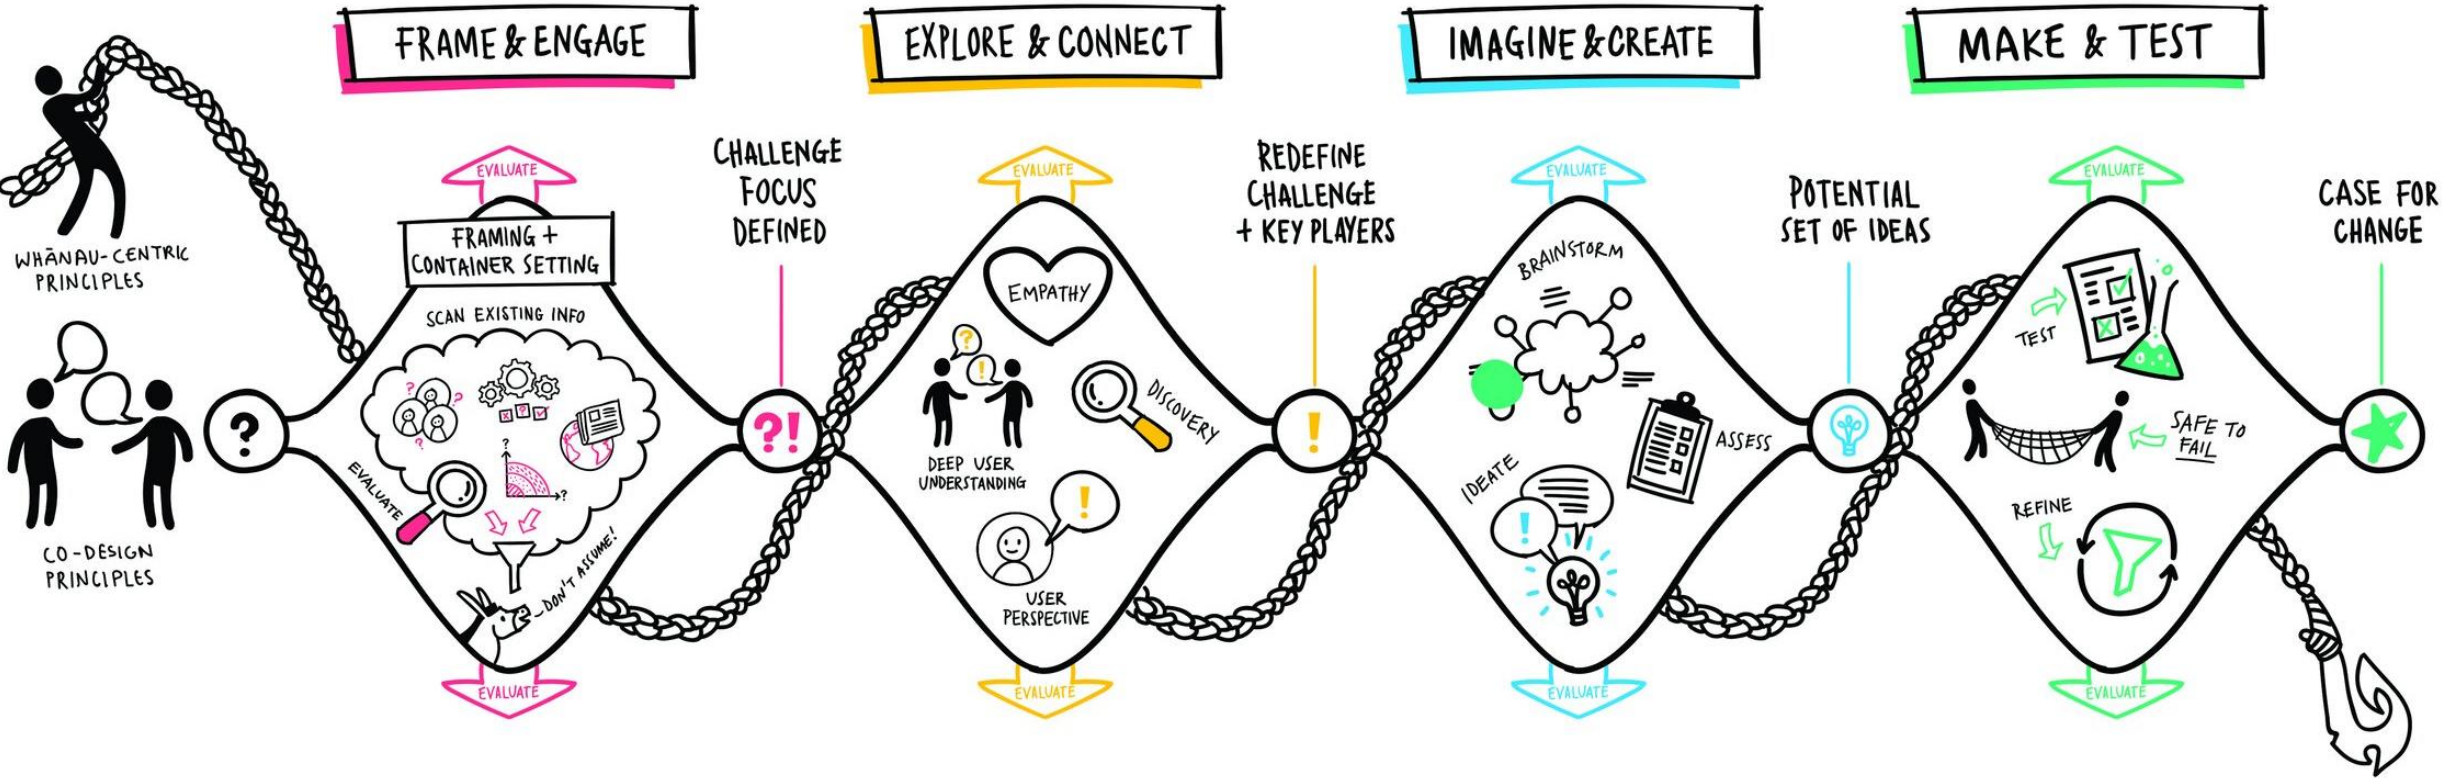 FRAME & ENGAGE
EXPLORE & CONNECT
IMAGINE & CREATE
MAKE & TEST
WHĀNAU-CENTRIC
PRINCIPLES
CO-DESIGN
PRINCIPLES
?
EVALUATE
FRAMING +
CONTAINER SETTING
SCAN EXISTING INFO
?
?
?
?
?
?
EVALUATE
DON'T ASSUME!
EVALUATE
CHALLENGE
FOCUS
DEFINED
?!
EVALUATE
EMPATHY
?
!
DEEP USER
UNDERSTANDING
DISCOVERY
!
USER
PERSPECTIVE
EVALUATE
REDEFINE
CHALLENGE
+ KEY PLAYERS
!
EVALUATE
BRAINSTORM
ASSESS
IDEATE
!
EVALUATE
POTENTIAL
SET OF IDEAS
EVALUATE
TEST
SAFE TO
FAIL
REFINE
EVALUATE
CASE FOR
CHANGE